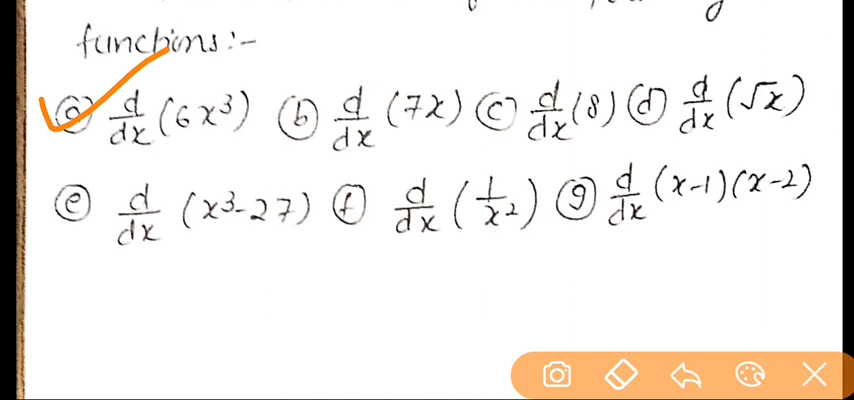 functions:-
ⓐ d/dx (6x³) ⓑ d/dx (7x) ⓒ d/dx (8) ⓓ d/dx (√x)
ⓔ d/dx (x³-27) ⓕ d/dx (1/x²) ⓖ d/dx (x-1)(x-2)